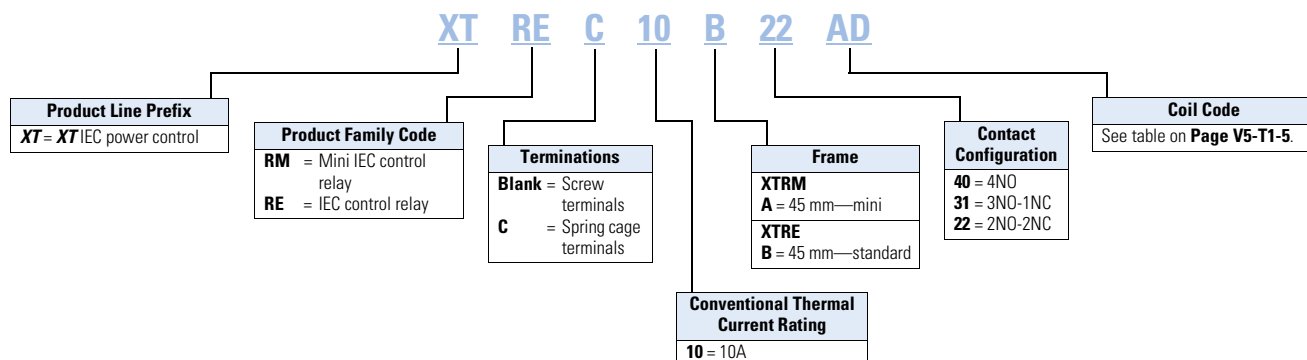 XT RE C 10 B 22 AD
Product Line Prefix
XT = XT IEC power control
Product Family Code
RM = Mini IEC control
relay
RE = IEC control relay
Terminations
Blank = Screw
terminals
C = Spring cage
terminals
Conventional Thermal
Current Rating
10 = 10A
Frame
XTRM
A = 45 mm—mini
XTRE
B = 45 mm—standard
Contact
Configuration
40 = 4NO
31 = 3NO-1NC
22 = 2NO-2NC
Coil Code
See table on Page V5-T1-5.